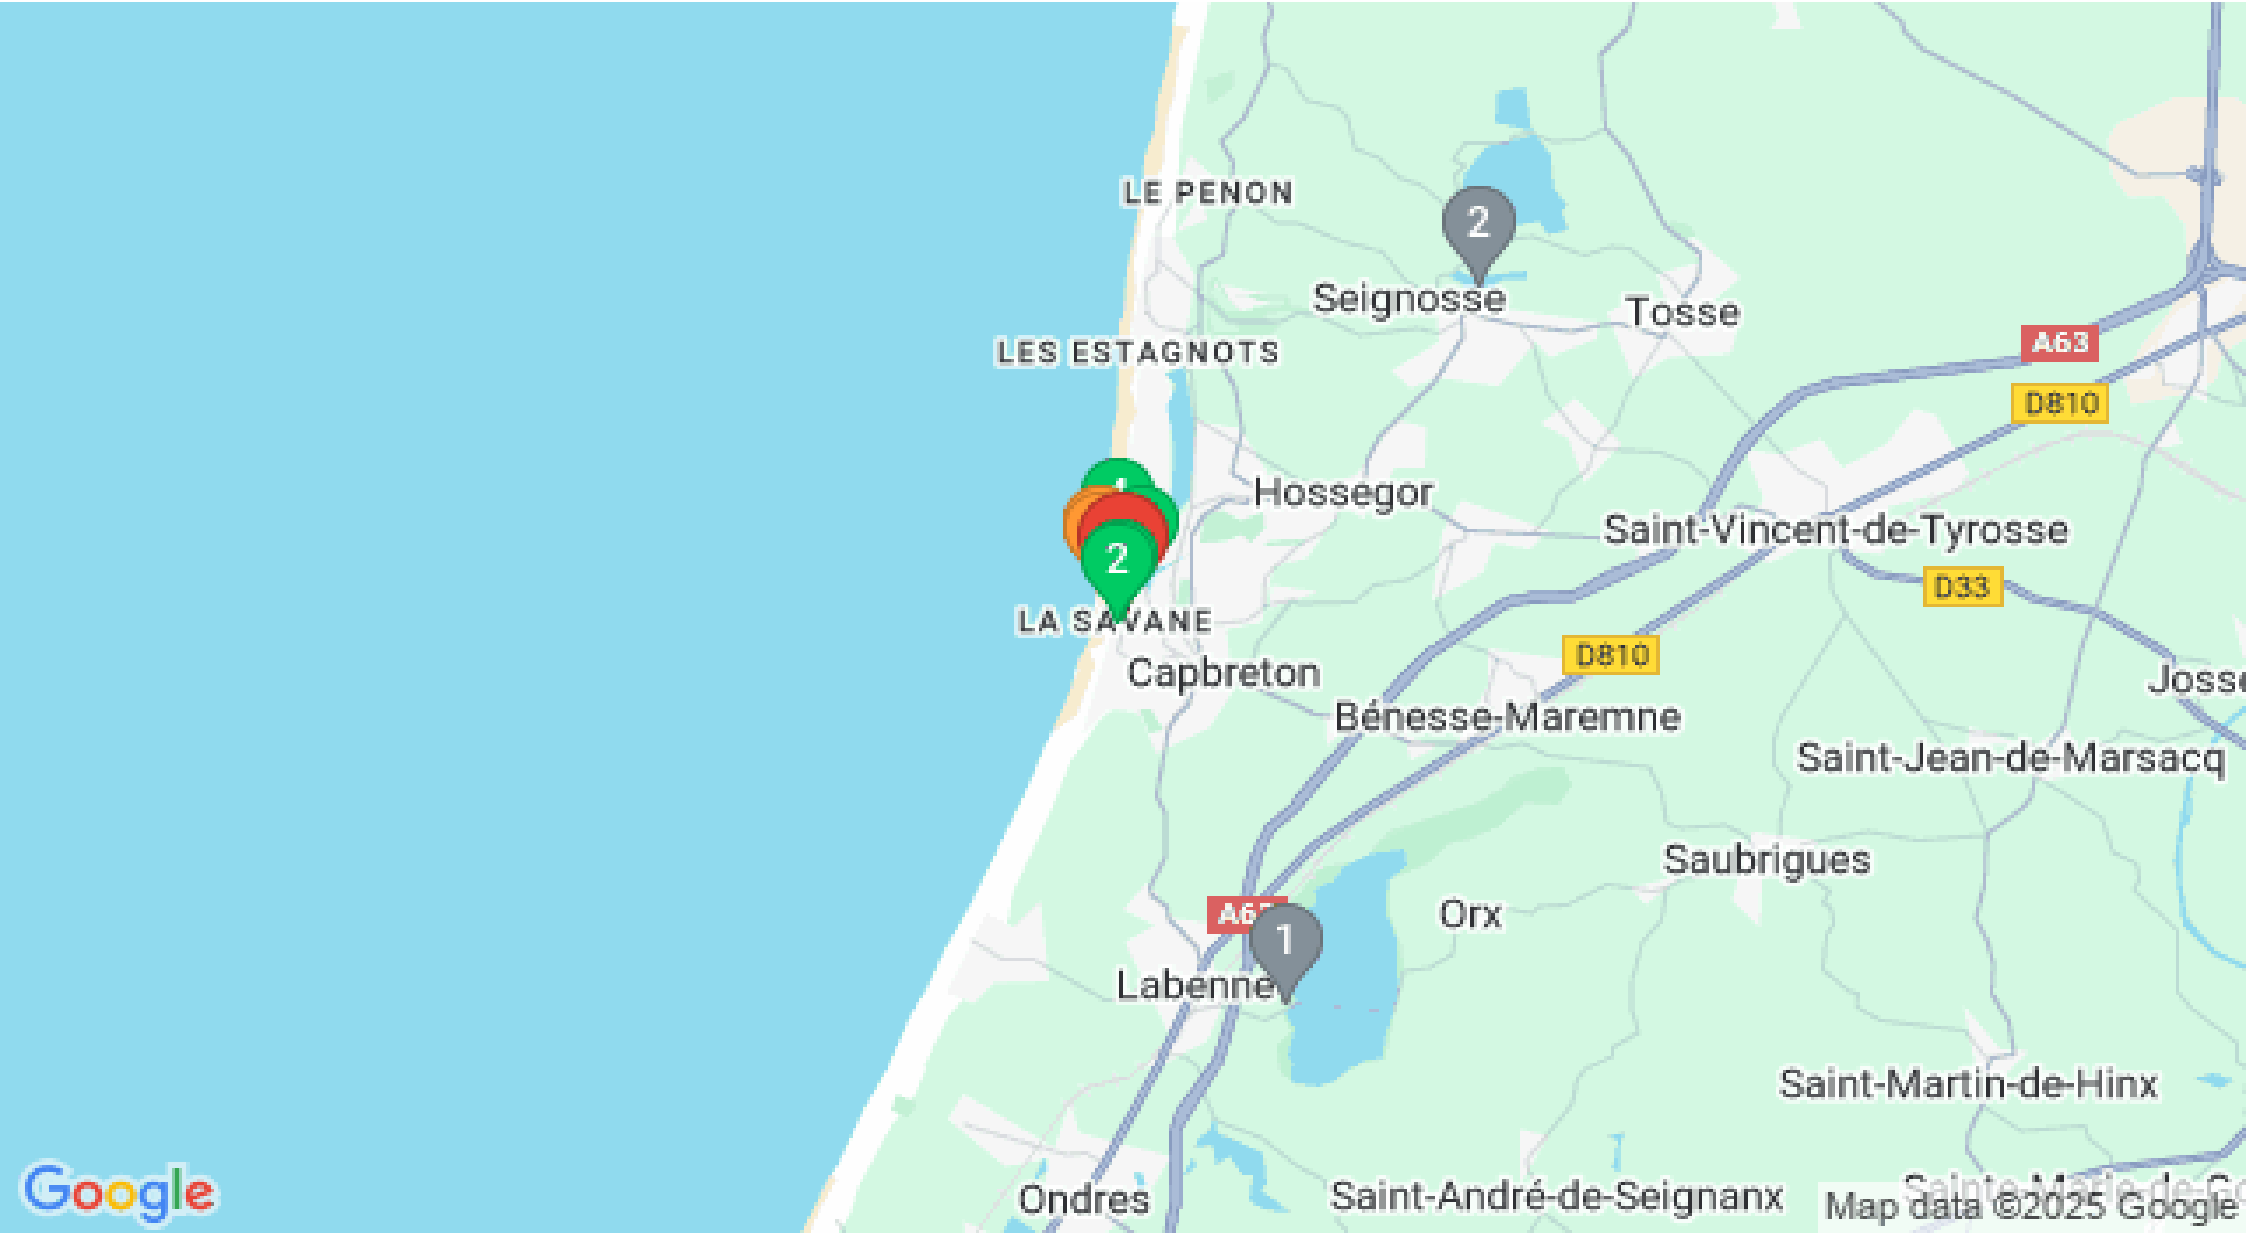 LE PENON
2
Seignosse
Tosse
A63
LES ESTAGNOTS
D810
Hossegor
Saint-Vincent-de-Tyrosse
2
D33
LA SAVANE
D810
Capbreton
Josse
Bénesse-Maremne
Saint-Jean-de-Marsacq
Saubrigues
Orx
1
Labenne
Saint-Martin-de-Hinx
Google
Ondres
Saint-André-de-Seignanx
Map data ©2025 Google